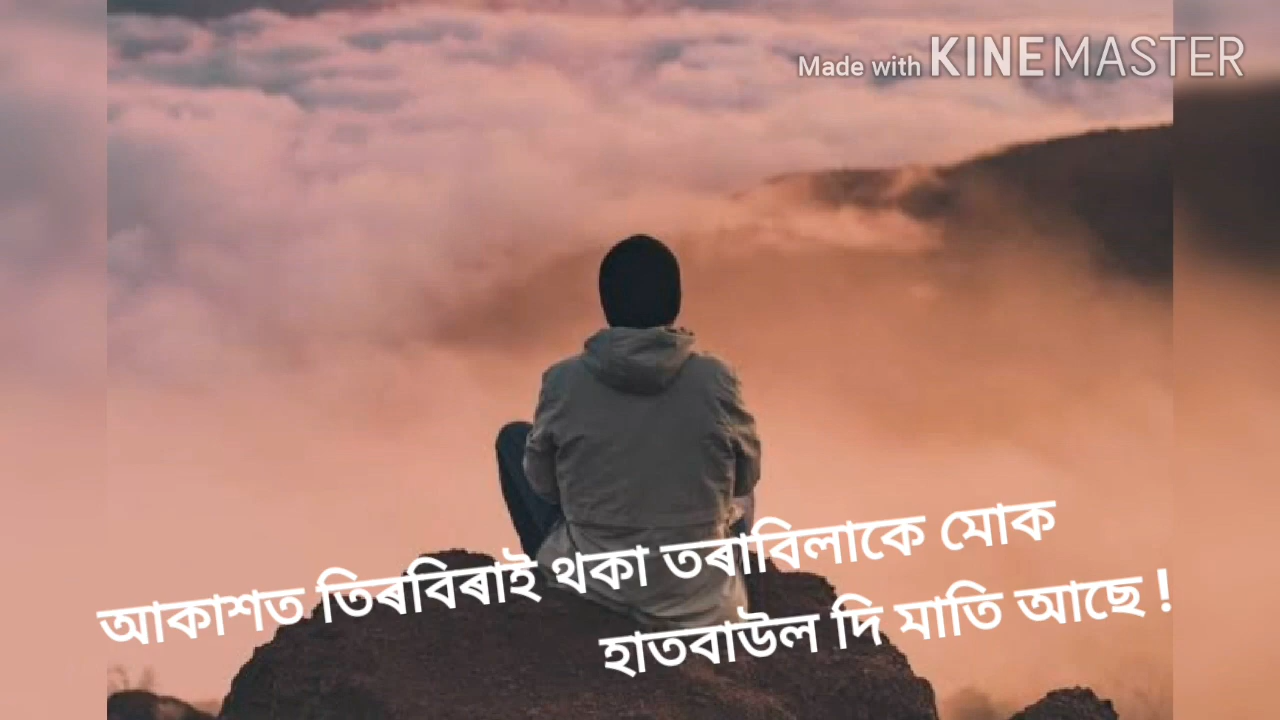 Made with KINEMASTER
আকাশত তিৰবিৰাই থকা তৰাবিলাকে মোক
হাতবাউল দি মাতি আছে !